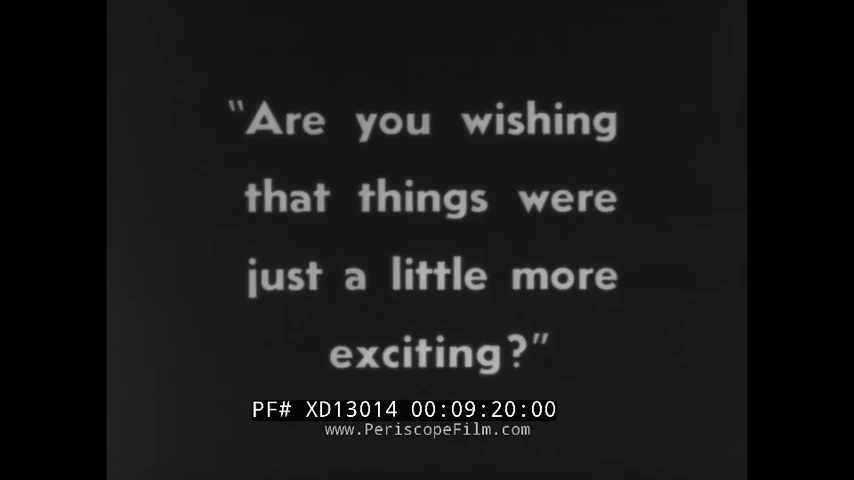 "Are you wishing
that things were
just a little more
exciting?"
PF# XD13014 00:09:20:00
www.PeriscopeFilm.com